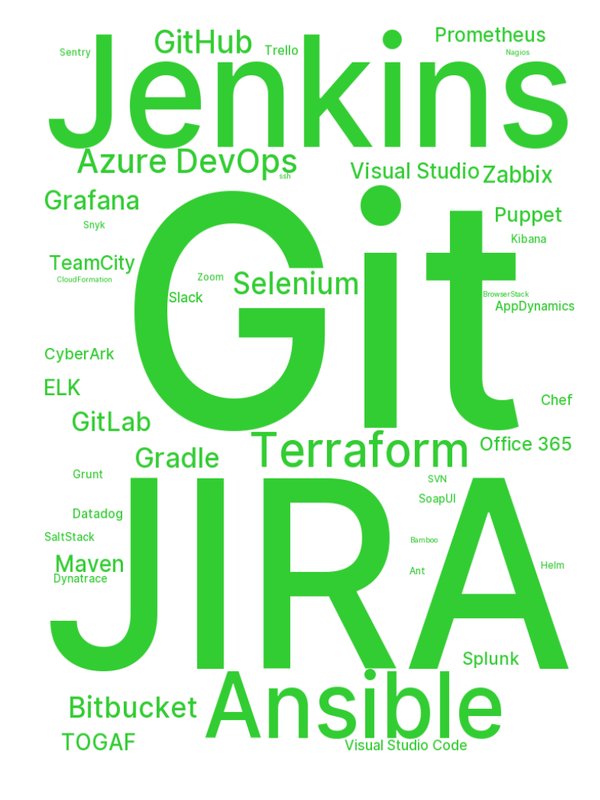 GitHub
Prometheus
Sentry
Trello
Nagios
Jenkins
Azure DevOps
ssh
Visual Studio
Zabbix
Grafana
Puppet
Snyk
Kibana
TeamCity
CloudFormation
Zoom
Selenium
Slack
BrowserStack
AppDynamics
Git
CyberArk
ELK
Chef
GitLab
Terraform
Office 365
Gradle
Grunt
SVN
SoapUI
Datadog
SaltStack
Bamboo
Maven
Ant
Helm
Dynatrace
JIRA
Splunk
Bitbucket
Ansible
TOGAF
Visual Studio Code